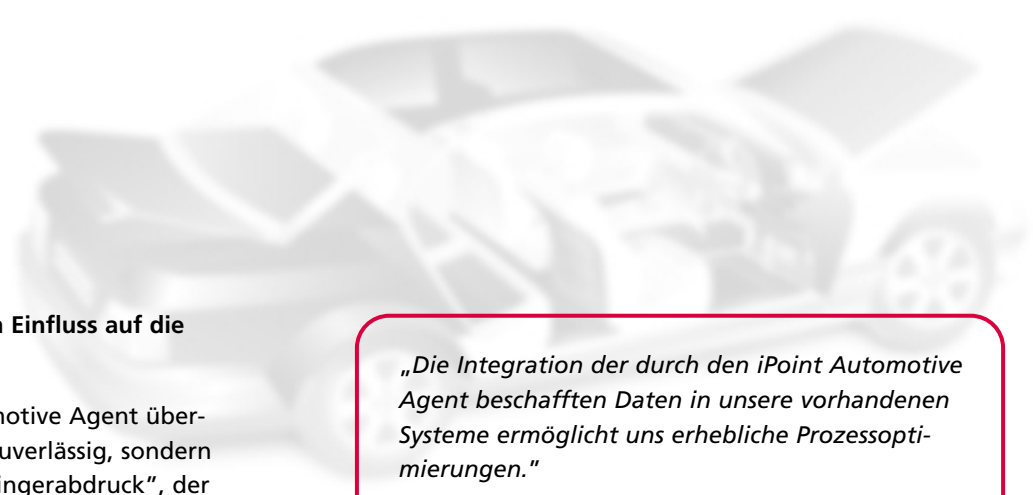 Einfluss auf die
motive Agent über-
uverlässig, sondern
ingerabdruck”, der
„Die Integration der durch den iPoint Automotive
Agent beschafften Daten in unsere vorhandenen
Systeme ermöglicht uns erhebliche Prozessopti-
mierungen.”